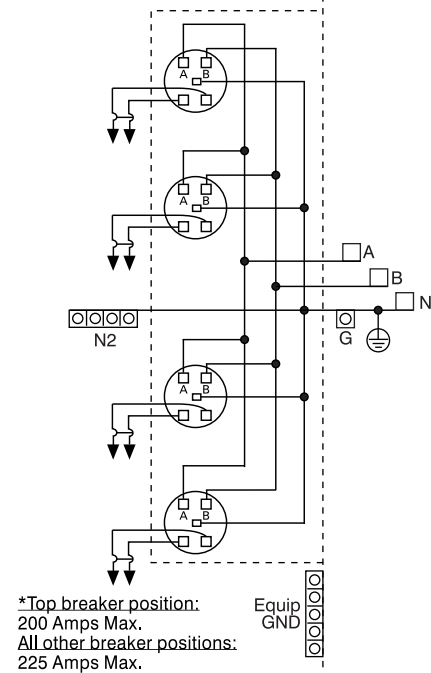 A B
A B
A
B
N
N2
G
A B
A B
Equip
GND
*Top breaker position:
200 Amps Max.
All other breaker positions:
225 Amps Max.